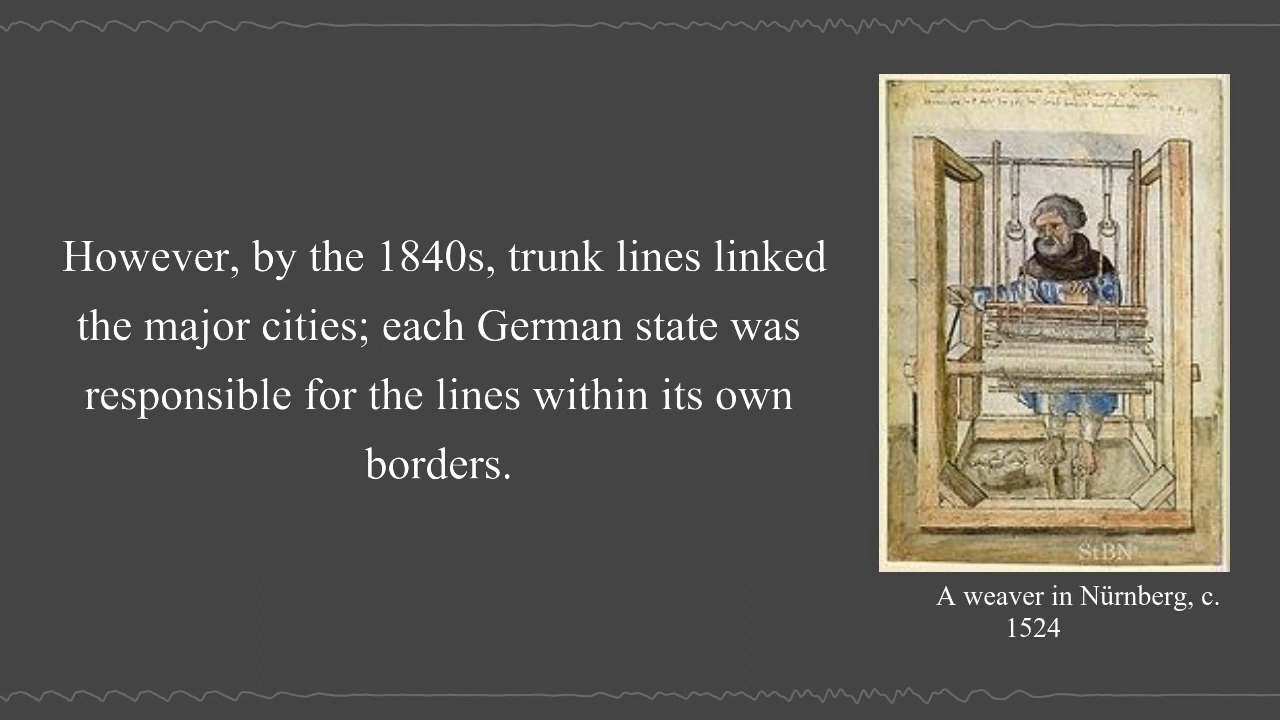 However, by the 1840s, trunk lines linked
the major cities; each German state was
responsible for the lines within its own
borders.
StBN
A weaver in Nürnberg, c.
1524